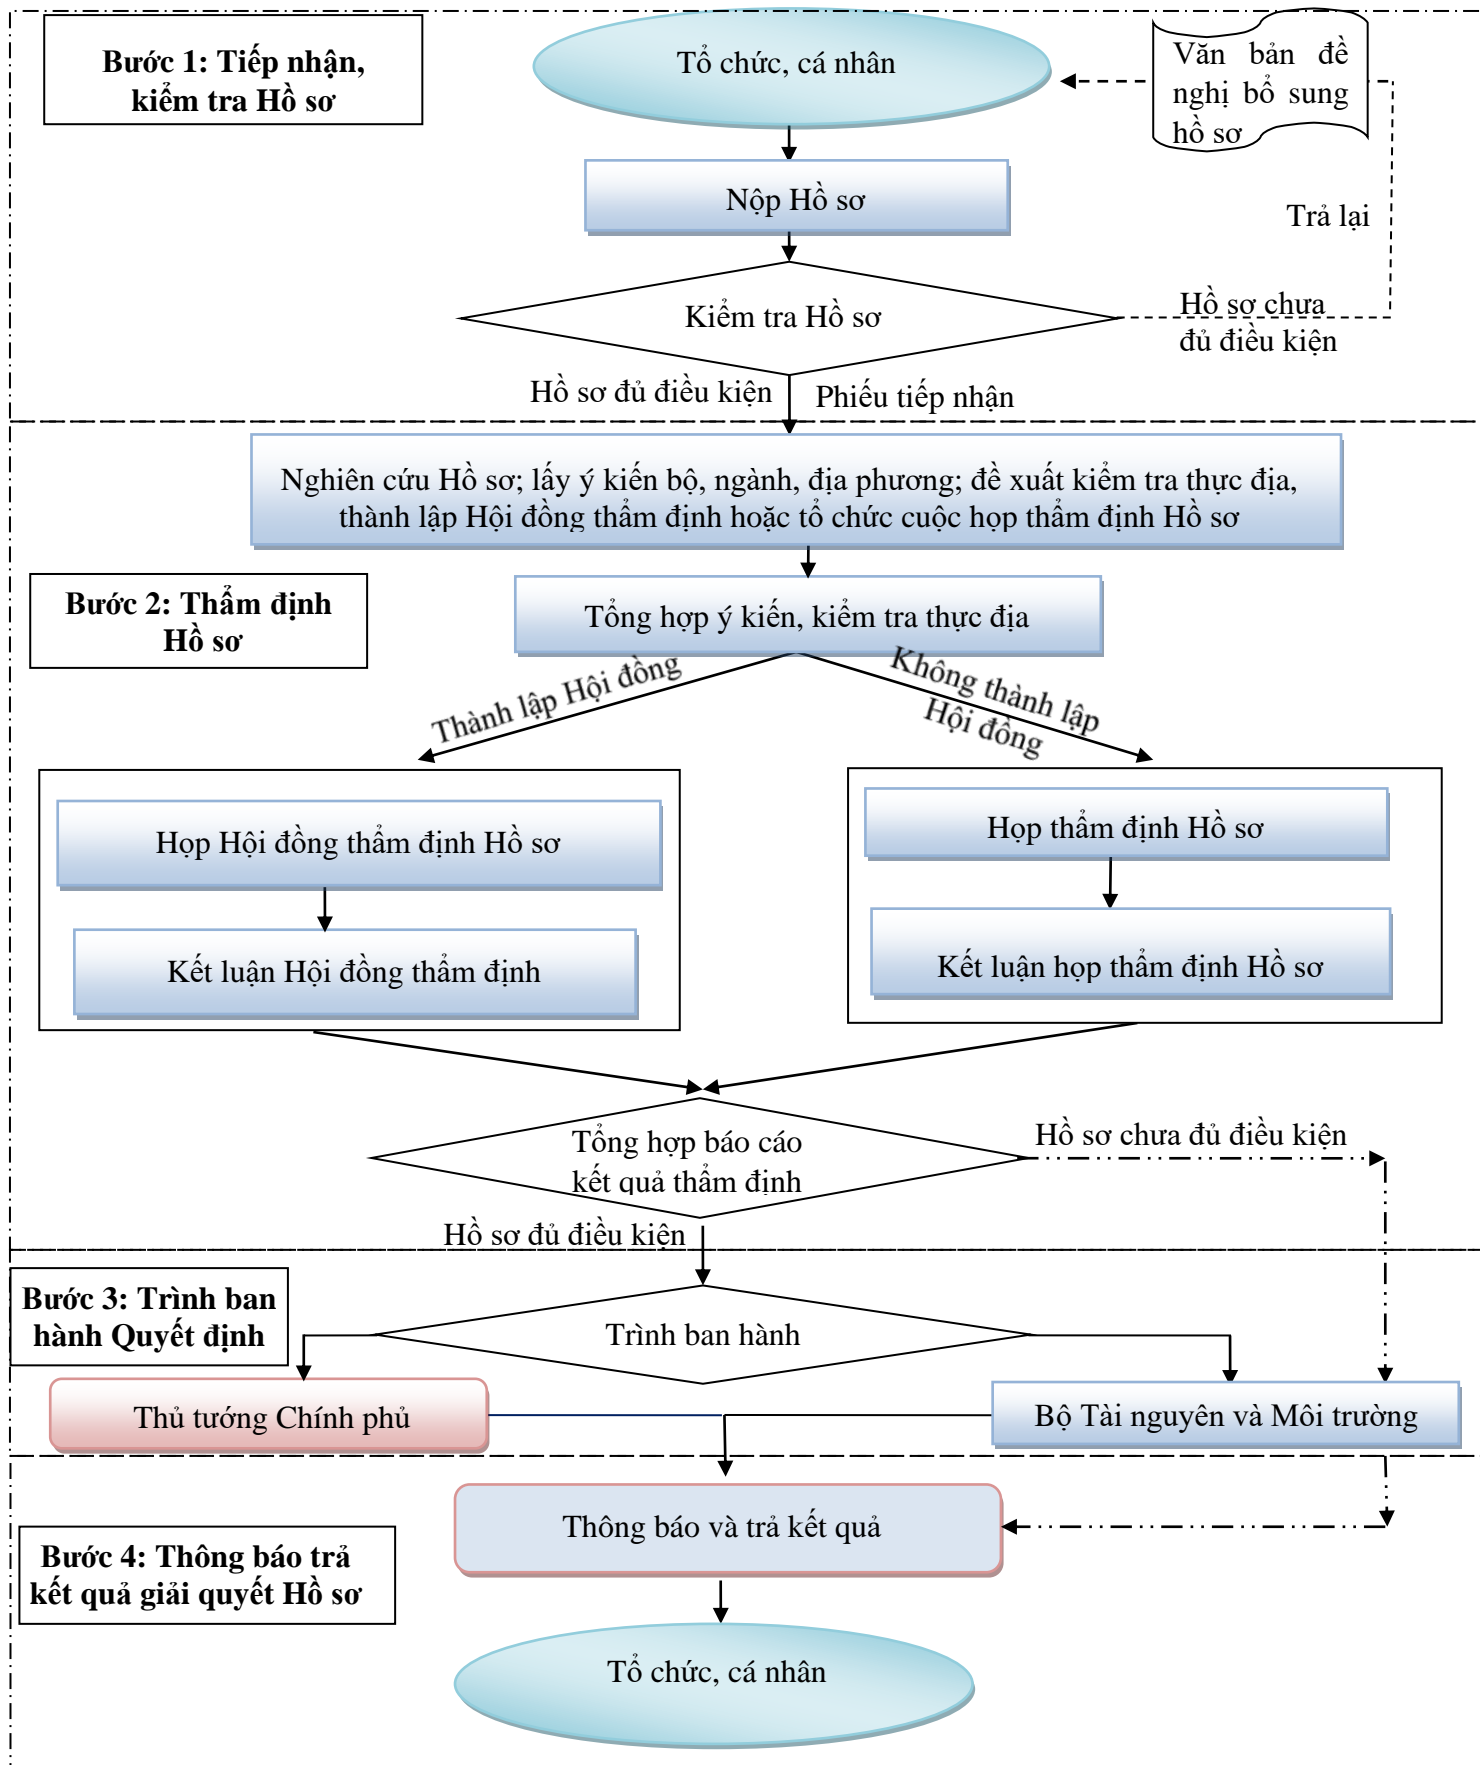 Bước 1: Tiếp nhận,
kiểm tra Hồ sơ
Tổ chức, cá nhân
Văn bản đề
nghị bổ sung
hồ sơ
Nộp Hồ sơ
Trả lại
Kiểm tra Hồ sơ
Hồ sơ chưa
đủ điều kiện
Hồ sơ đủ điều kiện
Phiếu tiếp nhận
Nghiên cứu Hồ sơ; lấy ý kiến bộ, ngành, địa phương; đề xuất kiểm tra thực địa,
thành lập Hội đồng thẩm định hoặc tổ chức cuộc họp thẩm định Hồ sơ
Bước 2: Thẩm định
Hồ sơ
Tổng hợp ý kiến, kiểm tra thực địa
Thành lập Hội đồng
Không thành lập
Hội đồng
Họp Hội đồng thẩm định Hồ sơ
Kết luận Hội đồng thẩm định
Họp thẩm định Hồ sơ
Kết luận họp thẩm định Hồ sơ
Tổng hợp báo cáo
kết quả thẩm định
Hồ sơ chưa đủ điều kiện
Hồ sơ đủ điều kiện
Bước 3: Trình ban
hành Quyết định
Trình ban hành
Thủ tướng Chính phủ
Bộ Tài nguyên và Môi trường
Thông báo và trả kết quả
Bước 4: Thông báo trả
kết quả giải quyết Hồ sơ
Tổ chức, cá nhân